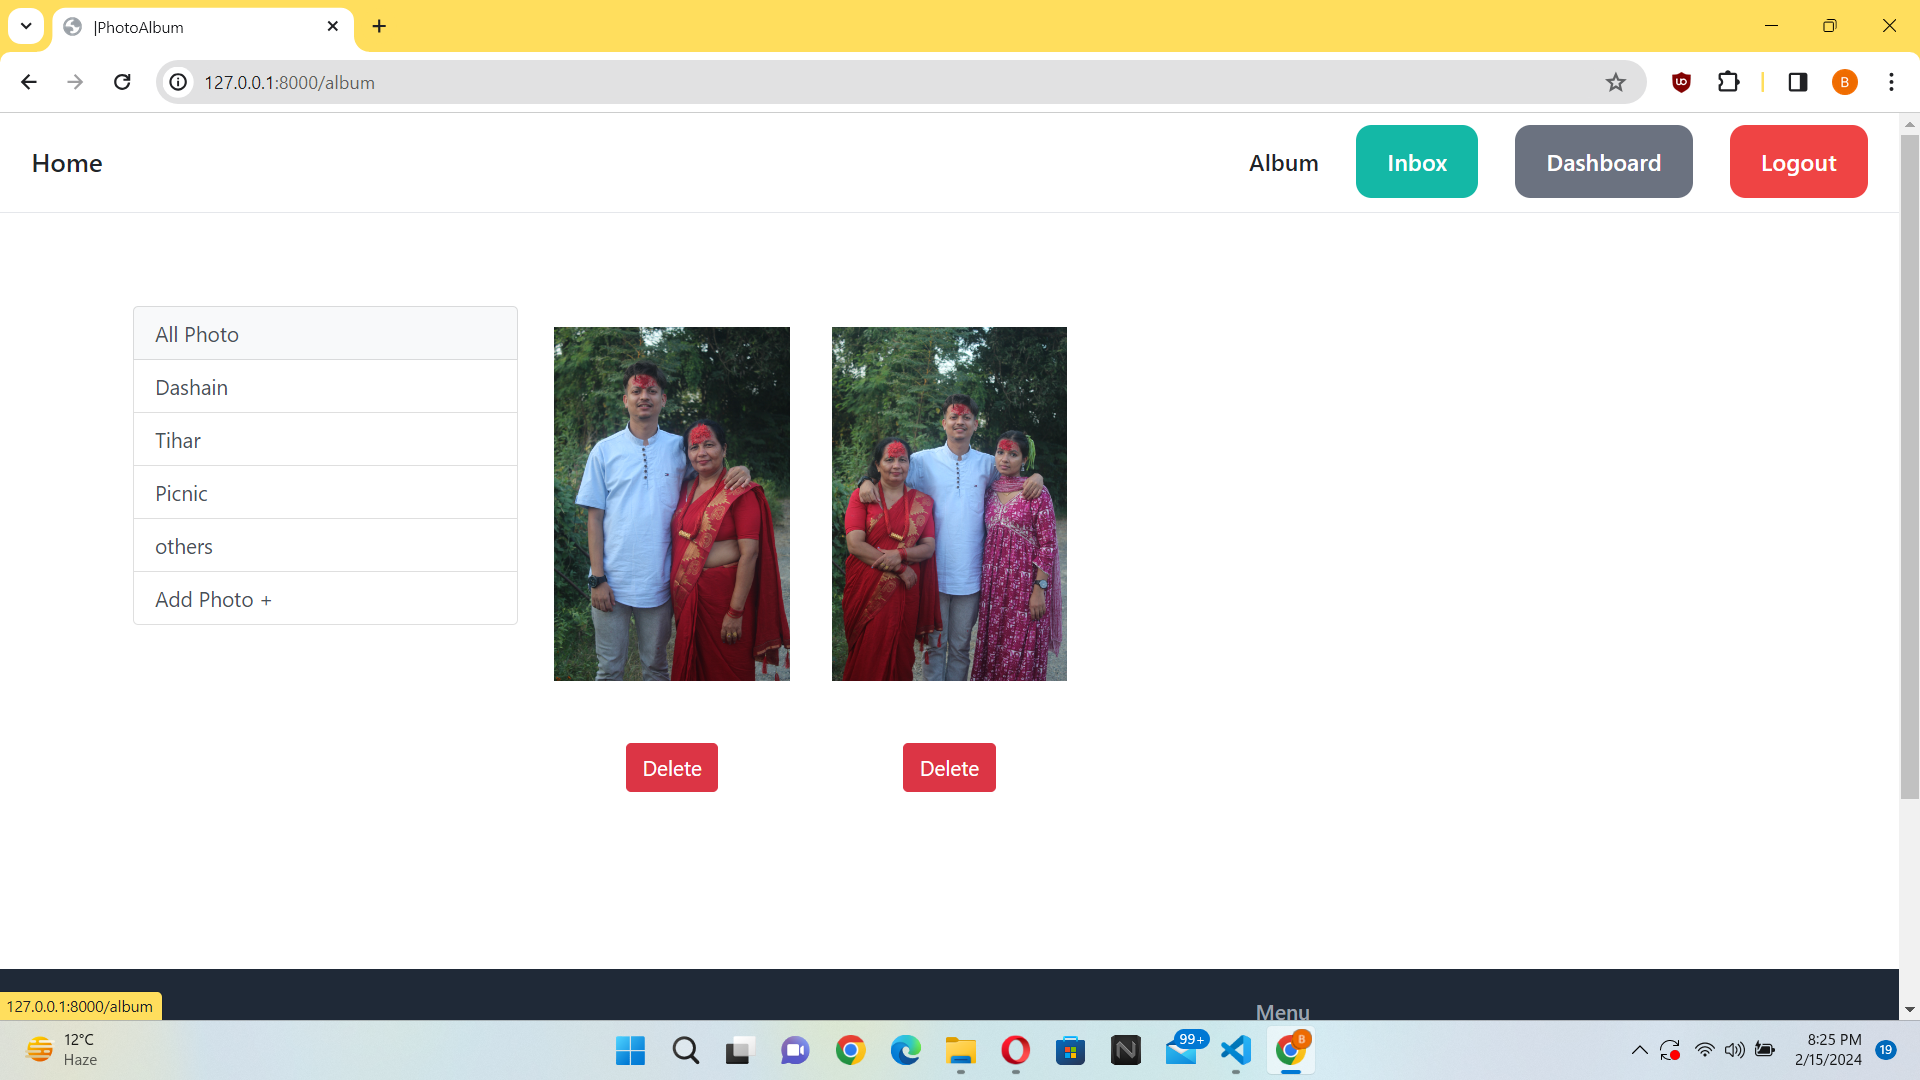 |PhotoAlbum
127.0.0.1:8000/album
B
Home
Album
Inbox
Dashboard
Logout
All Photo
Dashain
Tihar
Picnic
others
Add Photo +
Delete
Delete
Menu
127.0.0.1:8000/album
12°C
Haze
99+
B
8:25 PM
2/15/2024
19